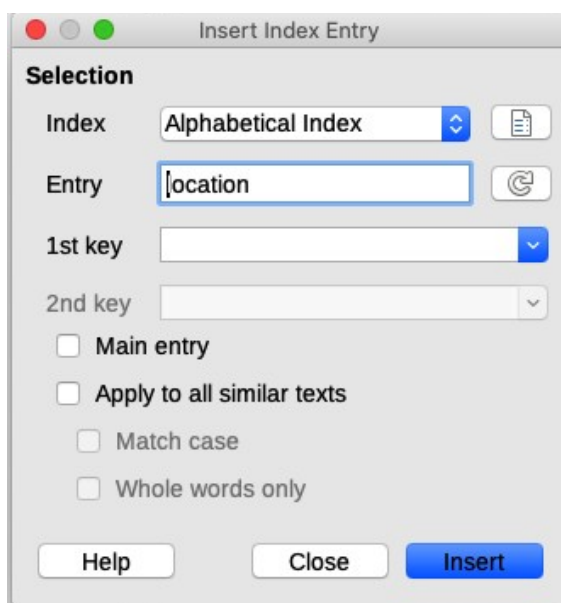 Insert Index Entry
Selection
Index Alphabetical Index
Entry location
1st key
2nd key
Main entry
Apply to all similar texts
Match case
Whole words only
Help Close Insert